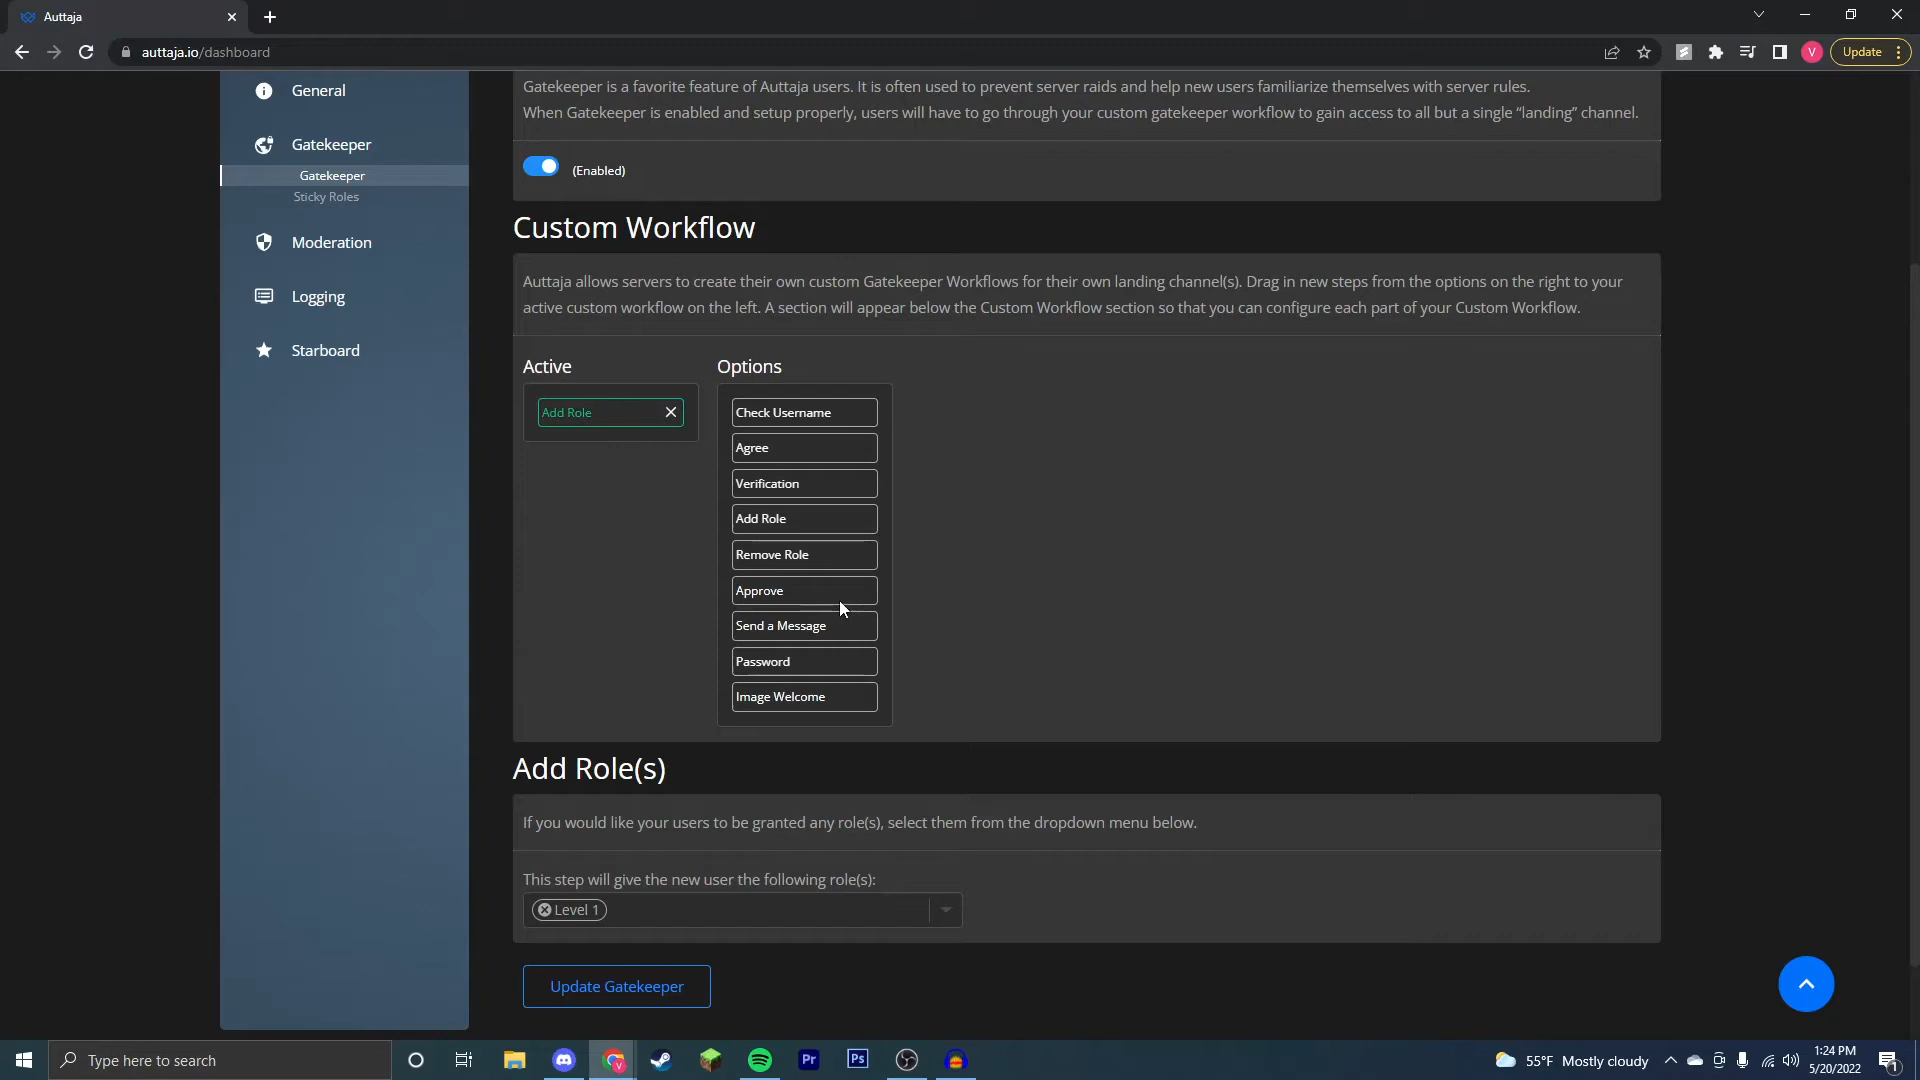 Auttaja
auttaja.io/dashboard
V
Update
General
Gatekeeper
Gatekeeper
Sticky Roles
Moderation
Logging
Starboard
Gatekeeper is a favorite feature of Auttaja users. It is often used to prevent server raids and help new users familiarize themselves with server rules.
When Gatekeeper is enabled and setup properly, users will have to go through your custom gatekeeper workflow to gain access to all but a single “landing” channel.
(Enabled)
Custom Workflow
Auttaja allows servers to create their own custom Gatekeeper Workflows for their own landing channel(s). Drag in new steps from the options on the right to your
active custom workflow on the left. A section will appear below the Custom Workflow section so that you can configure each part of your Custom Workflow.
Active
Add Role
Options
Check Username
Agree
Verification
Add Role
Remove Role
Approve
Send a Message
Password
Image Welcome
Add Role(s)
If you would like your users to be granted any role(s), select them from the dropdown menu below.
This step will give the new user the following role(s):
Level 1
Update Gatekeeper
Type here to search
V
Pr
Ps
55°F Mostly cloudy
1:24 PM
5/20/2022
1